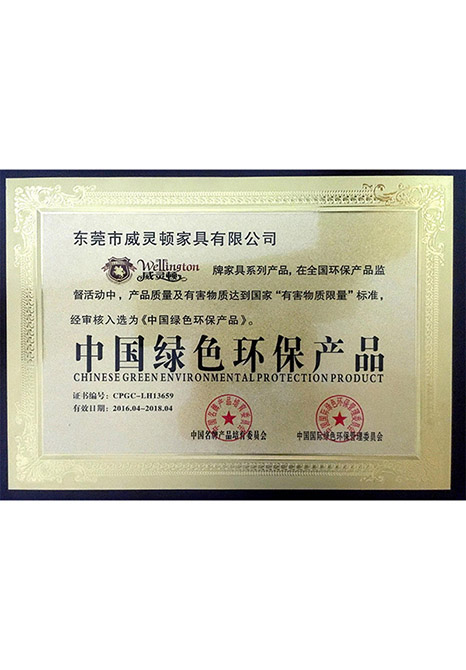 东莞市威灵顿家具有限公司
Wellington
威灵顿
牌家具系列产品，在全国环保产品监
督活动中，产品质量及有害物质达到国家“有害物质限量”标准，
经审核入选为《中国绿色环保产品》。
中国绿色环保产品
CHINESE GREEN ENVIRONMENTAL PROTECTION PRODUCT
证书编号：CPGC-LH13659
有效日期：2016.04-2018.04
中国名牌产品培育委员会
中国国际绿色环保管理委员会